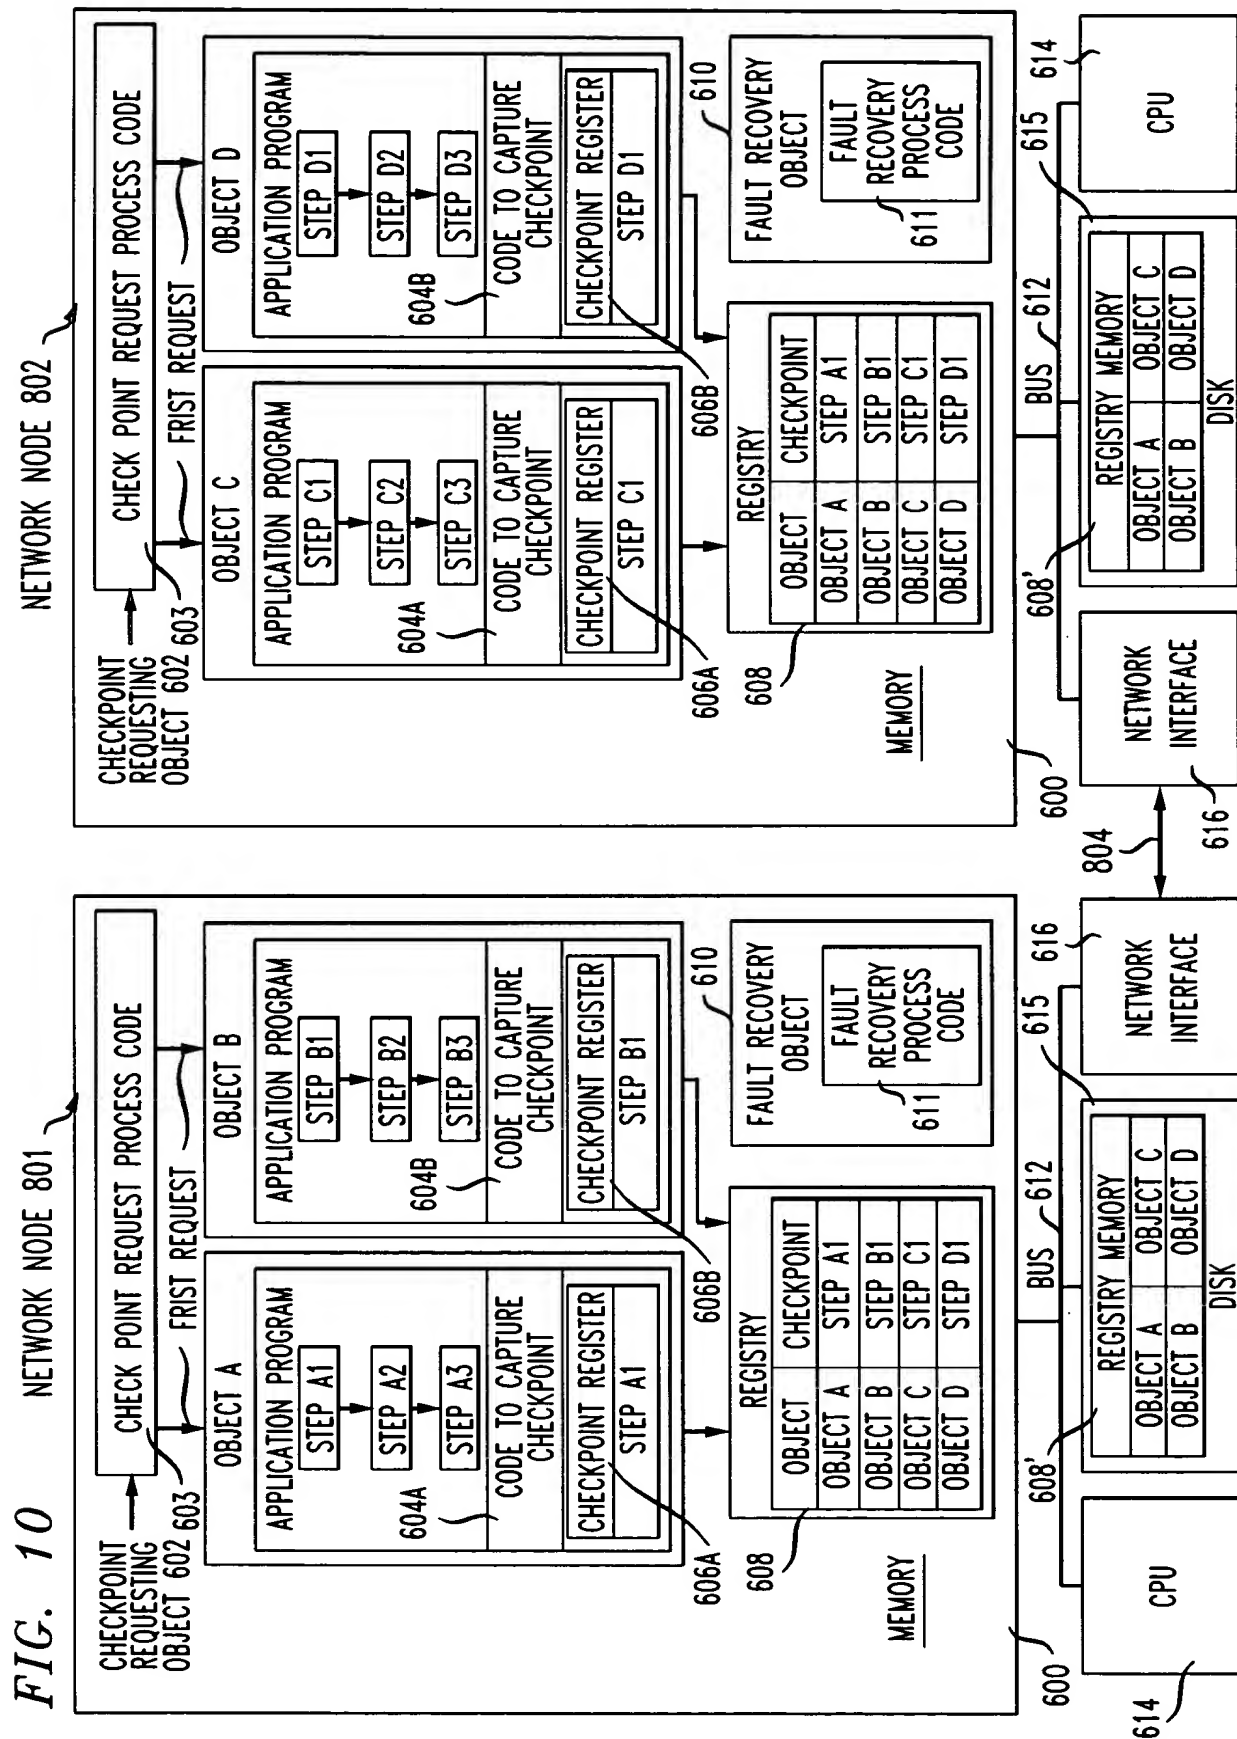 FIG. 10
NETWORK NODE 801
CHECKPOINT
REQUESTING
OBJECT 602
603
CHECK POINT REQUEST PROCESS CODE
FRIST REQUEST
OBJECT A
APPLICATION PROGRAM
STEP A1
STEP A2
STEP A3
604A
CODE TO CAPTURE
CHECKPOINT
CHECKPOINT REGISTER
STEP A1
606A
OBJECT B
APPLICATION PROGRAM
STEP B1
STEP B2
STEP B3
604B
CODE TO CAPTURE
CHECKPOINT
CHECKPOINT REGISTER
STEP B1
606B
REGISTRY
OBJECT CHECKPOINT
OBJECT A STEP A1
OBJECT B STEP B1
OBJECT C STEP C1
OBJECT D STEP D1
608
FAULT RECOVERY
OBJECT
610
FAULT
RECOVERY
PROCESS
CODE
611
MEMORY
600
BUS 612
CPU
614
608'
REGISTRY MEMORY
OBJECT A OBJECT C
OBJECT B OBJECT D
DISK
615
NETWORK
INTERFACE
616
804
NETWORK NODE 802
CHECKPOINT
REQUESTING
OBJECT 602
603
CHECK POINT REQUEST PROCESS CODE
FRIST REQUEST
OBJECT C
APPLICATION PROGRAM
STEP C1
STEP C2
STEP C3
604A
CODE TO CAPTURE
CHECKPOINT
CHECKPOINT REGISTER
STEP C1
606A
OBJECT D
APPLICATION PROGRAM
STEP D1
STEP D2
STEP D3
604B
CODE TO CAPTURE
CHECKPOINT
CHECKPOINT REGISTER
STEP D1
606B
REGISTRY
OBJECT CHECKPOINT
OBJECT A STEP A1
OBJECT B STEP B1
OBJECT C STEP C1
OBJECT D STEP D1
608
FAULT RECOVERY
OBJECT
610
FAULT
RECOVERY
PROCESS
CODE
611
MEMORY
600
BUS 612
NETWORK
INTERFACE
616
608'
REGISTRY MEMORY
OBJECT A OBJECT C
OBJECT B OBJECT D
DISK
615
CPU
614